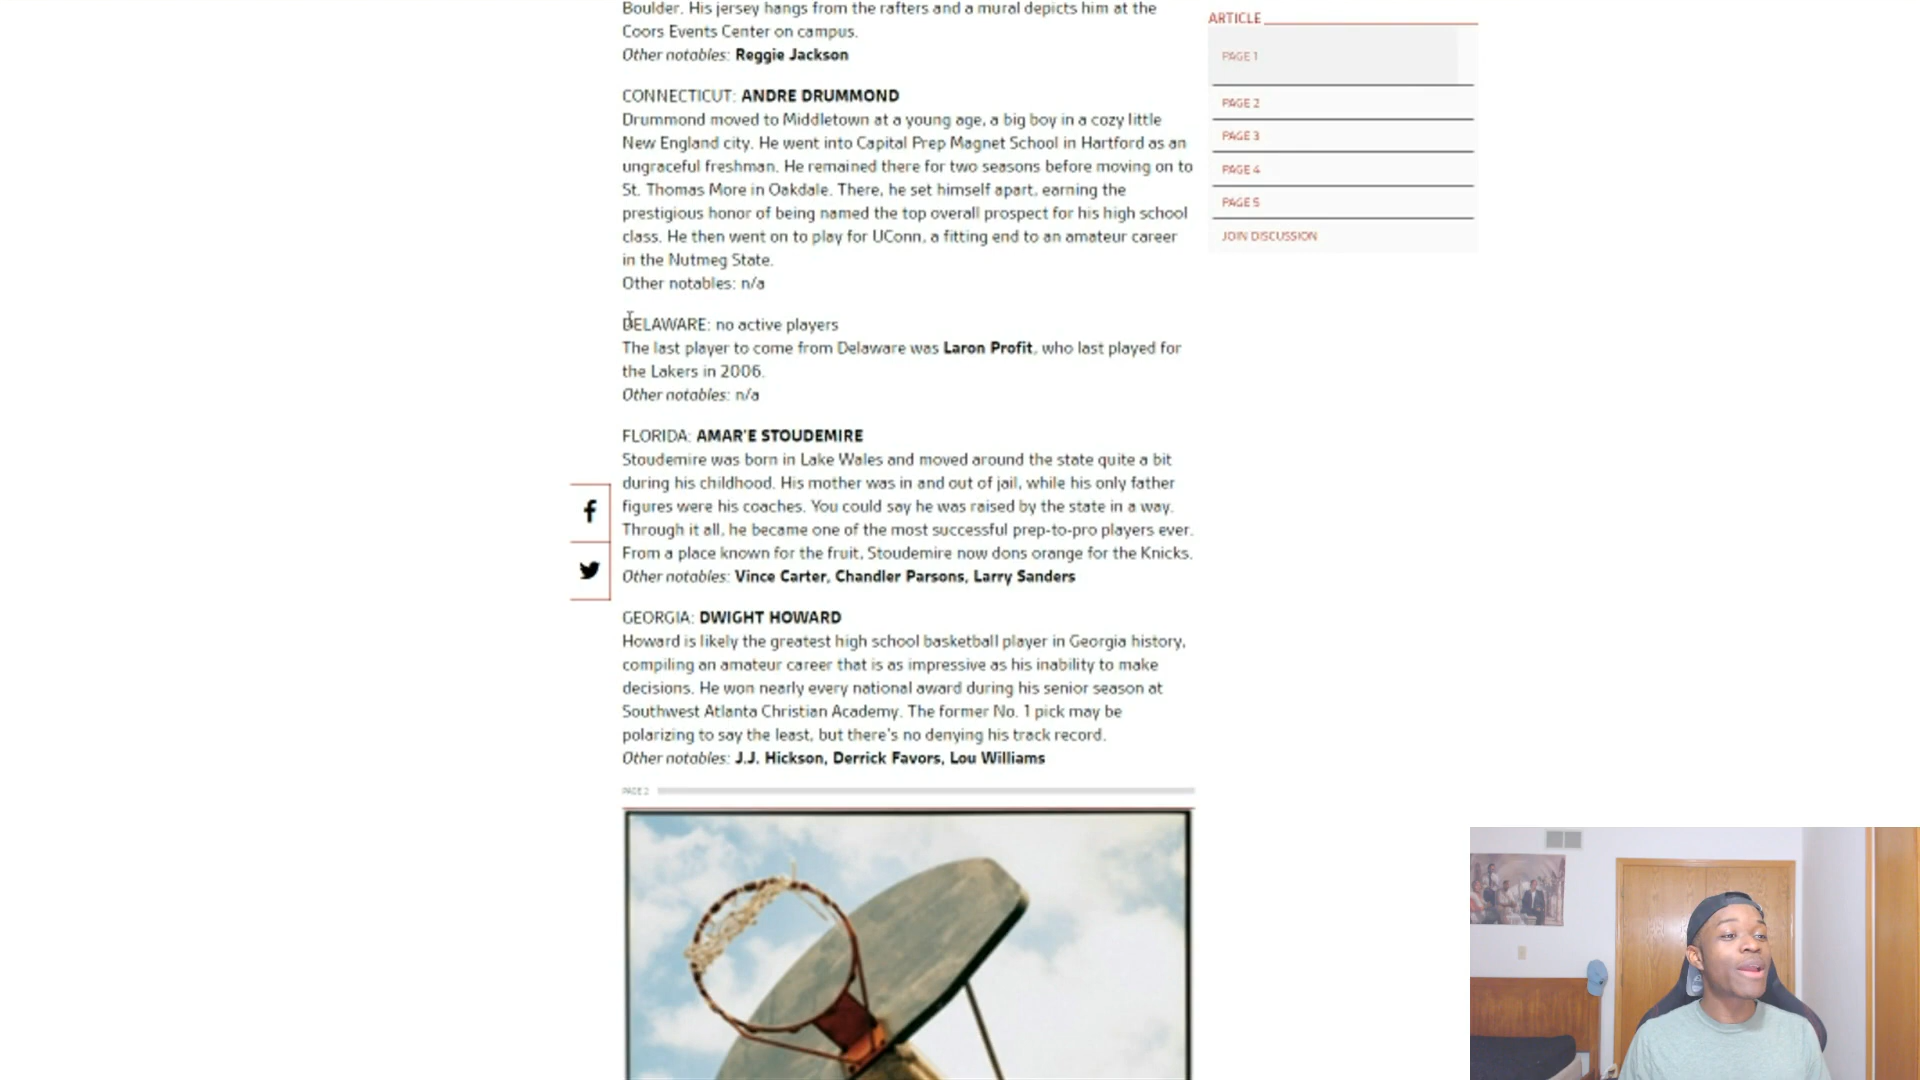 Boulder. His jersey hangs from the rafters and a mural depicts him at the
Coors Events Center on campus.
Other notables: Reggie Jackson
CONNECTICUT: ANDRE DRUMMOND
Drummond moved to Middletown at a young age, a big boy in a cozy little
New England city. He went into Capital Prep Magnet School in Hartford as an
ungraceful freshman. He remained there for two seasons before moving on to
St. Thomas More in Oakdale. There, he set himself apart, earning the
prestigious honor of being named the top overall prospect for his high school
class. He then went on to play for UConn, a fitting end to an amateur career
in the Nutmeg State.
Other notables: n/a
DELAWARE: no active players
The last player to come from Delaware was Laron Profit, who last played for
the Lakers in 2006.
Other notables: n/a
FLORIDA: AMAR'E STOUDEMIRE
Stoudemire was born in Lake Wales and moved around the state quite a bit
during his childhood. His mother was in and out of jail, while his only father
figures were his coaches. You could say he was raised by the state in a way.
Through it all, he became one of the most successful prep-to-pro players ever.
From a place known for the fruit, Stoudemire now dons orange for the Knicks.
Other notables: Vince Carter, Chandler Parsons, Larry Sanders
GEORGIA: DWIGHT HOWARD
Howard is likely the greatest high school basketball player in Georgia history,
compiling an amateur career that is as impressive as his inability to make
decisions. He won nearly every national award during his senior season at
Southwest Atlanta Christian Academy. The former No. 1 pick may be
polarizing to say the least, but there's no denying his track record.
Other notables: J.J. Hickson, Derrick Favors, Lou Williams
PAGE 2
ARTICLE
PAGE 1
PAGE 2
PAGE 3
PAGE 4
PAGE 5
JOIN DISCUSSION